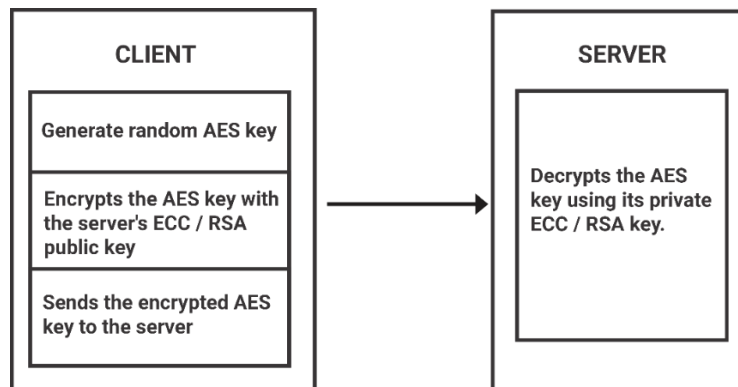 CLIENT
Generate random AES key
Encrypts the AES key with
the server's ECC / RSA
public key
Sends the encrypted AES
key to the server
SERVER
Decrypts the AES
key using its private
ECC / RSA key.